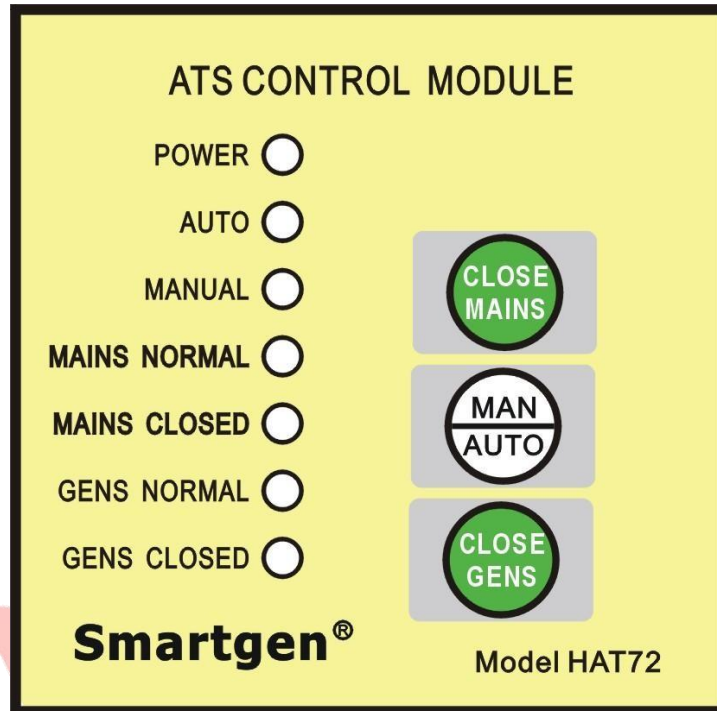 ATS CONTROL MODULE
POWER
AUTO
MANUAL
MAINS NORMAL
MAINS CLOSED
GENS NORMAL
GENS CLOSED
CLOSE
MAINS
MAN
AUTO
CLOSE
GENS
Smartgen®
Model HAT72